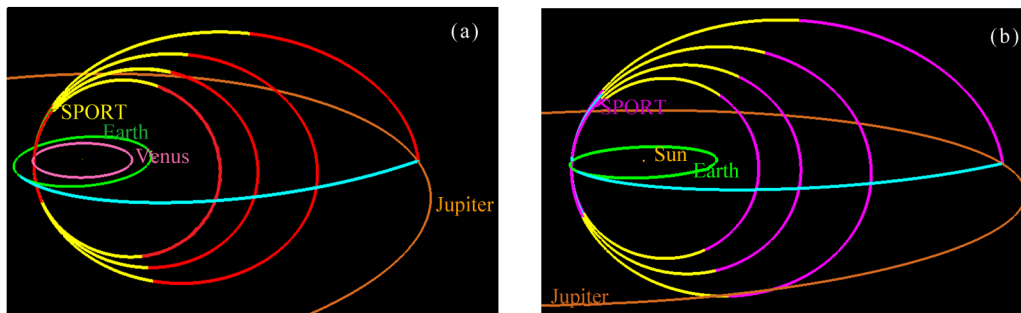 (a)
SPORT
Earth
Venus
Jupiter
(b)
SPORT
Sun
Earth
Jupiter